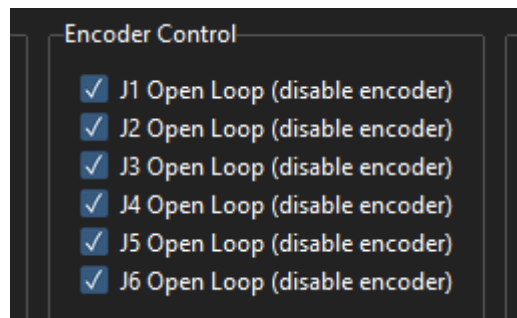 Encoder Control
J1 Open Loop (disable encoder)
J2 Open Loop (disable encoder)
J3 Open Loop (disable encoder)
J4 Open Loop (disable encoder)
J5 Open Loop (disable encoder)
J6 Open Loop (disable encoder)